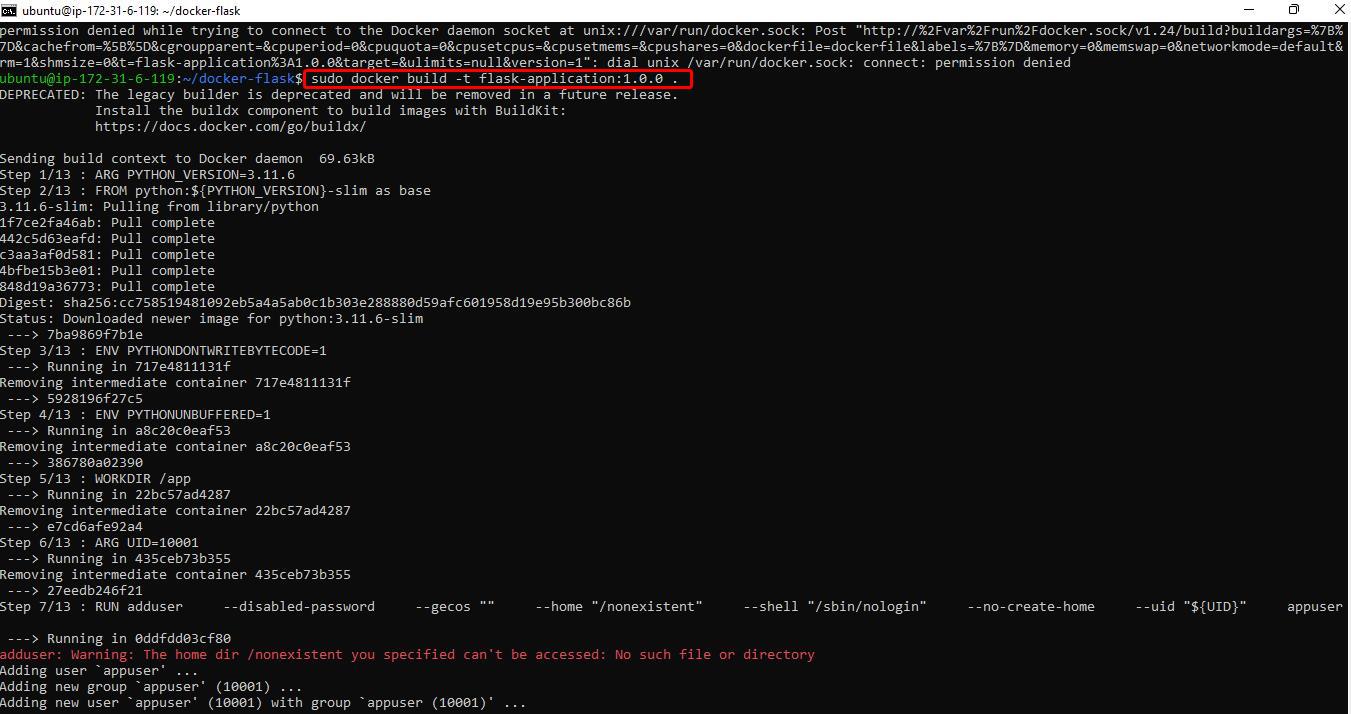 ubuntu@ip-172-31-6-119: ~/docker-flask
permission denied while trying to connect to the Docker daemon socket at unix:///var/run/docker.sock: Post "http://%2Fvar%2Frun%2Fdocker.sock/v1.24/build?buildargs=%7B%
7D&cachefrom=%5B%5D&cgroupparent=&cpuperiod=0&cpuquota=0&cpusetcpus=&cpusetmems=&cpushares=0&dockerfile=dockerfile&labels=%7B%7D&memory=0&memswap=0&networkmode=default&
rm=1&shmsize=0&t=flask-application%3A1.0.0&target=&ulimits=null&version=1": dial unix /var/run/docker.sock: connect: permission denied
ubuntu@ip-172-31-6-119:~/docker-flask$ sudo docker build -t flask-application:1.0.0 .
DEPRECATED: The legacy builder is deprecated and will be removed in a future release.
            Install the buildx component to build images with BuildKit:
            https://docs.docker.com/go/buildx/
Sending build context to Docker daemon  69.63kB
Step 1/13 : ARG PYTHON_VERSION=3.11.6
Step 2/13 : FROM python:${PYTHON_VERSION}-slim as base
3.11.6-slim: Pulling from library/python
1f7ce2fa46ab: Pull complete
442c5d63eafd: Pull complete
c3aa3af0d581: Pull complete
4bfbe15b3e01: Pull complete
848d19a36773: Pull complete
Digest: sha256:cc758519481092eb5a4a5ab0c1b303e288880d59afc601958d19e95b300bc86b
Status: Downloaded newer image for python:3.11.6-slim
 ---> 7ba9869f7b1e
Step 3/13 : ENV PYTHONDONTWRITEBYTECODE=1
 ---> Running in 717e4811131f
Removing intermediate container 717e4811131f
 ---> 5928196f27c5
Step 4/13 : ENV PYTHONUNBUFFERED=1
 ---> Running in a8c20c0eaf53
Removing intermediate container a8c20c0eaf53
 ---> 386780a02390
Step 5/13 : WORKDIR /app
 ---> Running in 22bc57ad4287
Removing intermediate container 22bc57ad4287
 ---> e7cd6afe92a4
Step 6/13 : ARG UID=10001
 ---> Running in 435ceb73b355
Removing intermediate container 435ceb73b355
 ---> 27eedb246f21
Step 7/13 : RUN adduser     --disabled-password     --gecos ""     --home "/nonexistent"     --shell "/sbin/nologin"     --no-create-home     --uid "${UID}"     appuser
 ---> Running in 0ddfdd03cf80
adduser: Warning: The home dir /nonexistent you specified can't be accessed: No such file or directory
Adding user `appuser' ...
Adding new group `appuser' (10001) ...
Adding new user `appuser' (10001) with group `appuser (10001)' ...